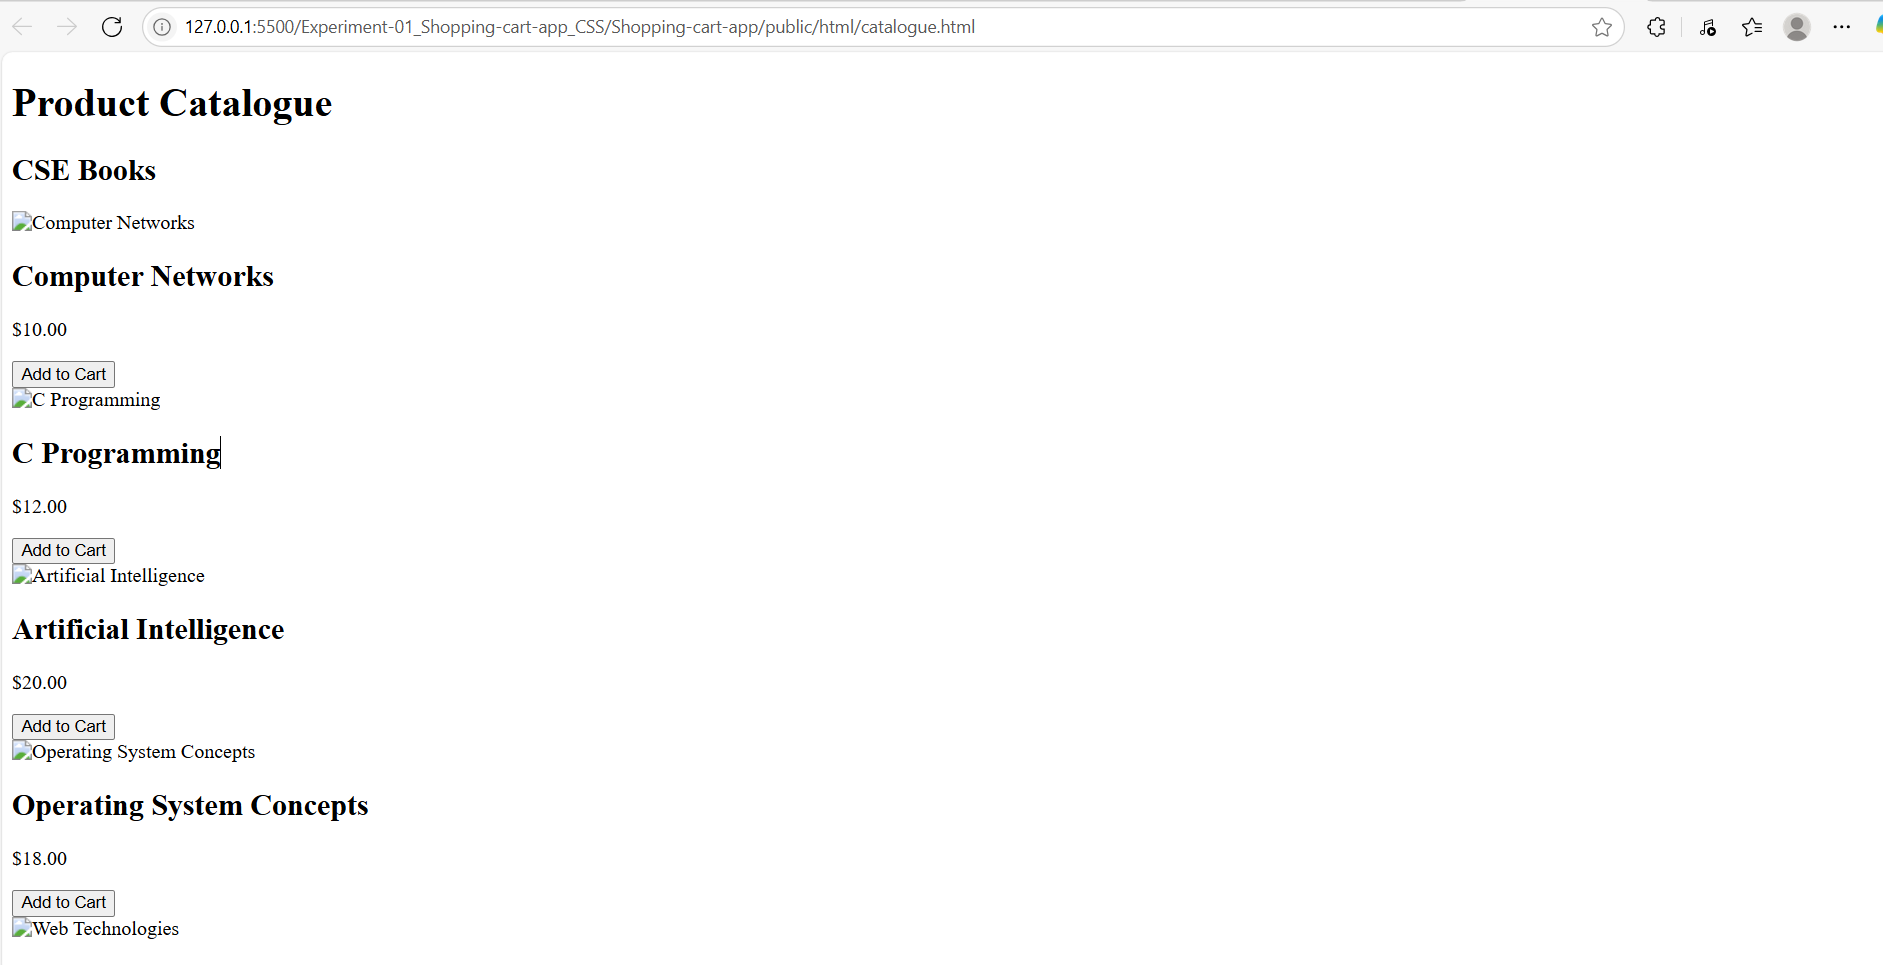 127.0.0.1:5500/Experiment-01_Shopping-cart-app_CSS/Shopping-cart-app/public/html/catalogue.html
Product Catalogue
CSE Books
Computer Networks
Computer Networks
$10.00
Add to Cart
C Programming
C Programming
$12.00
Add to Cart
Artificial Intelligence
Artificial Intelligence
$20.00
Add to Cart
Operating System Concepts
Operating System Concepts
$18.00
Add to Cart
Web Technologies